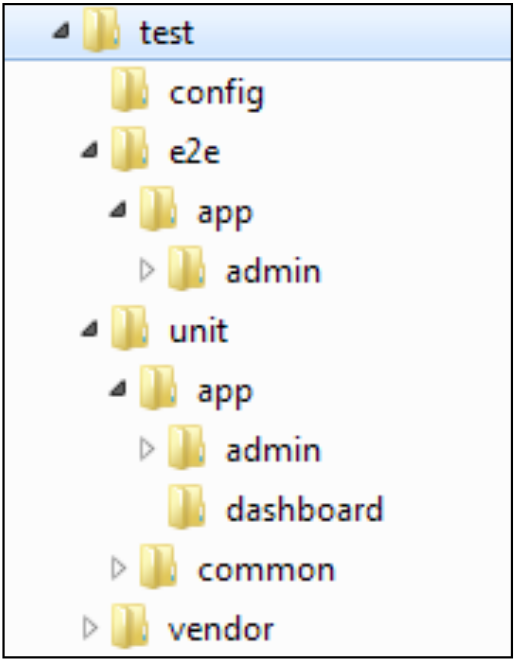 test
config
e2e
app
admin
unit
app
admin
dashboard
common
vendor